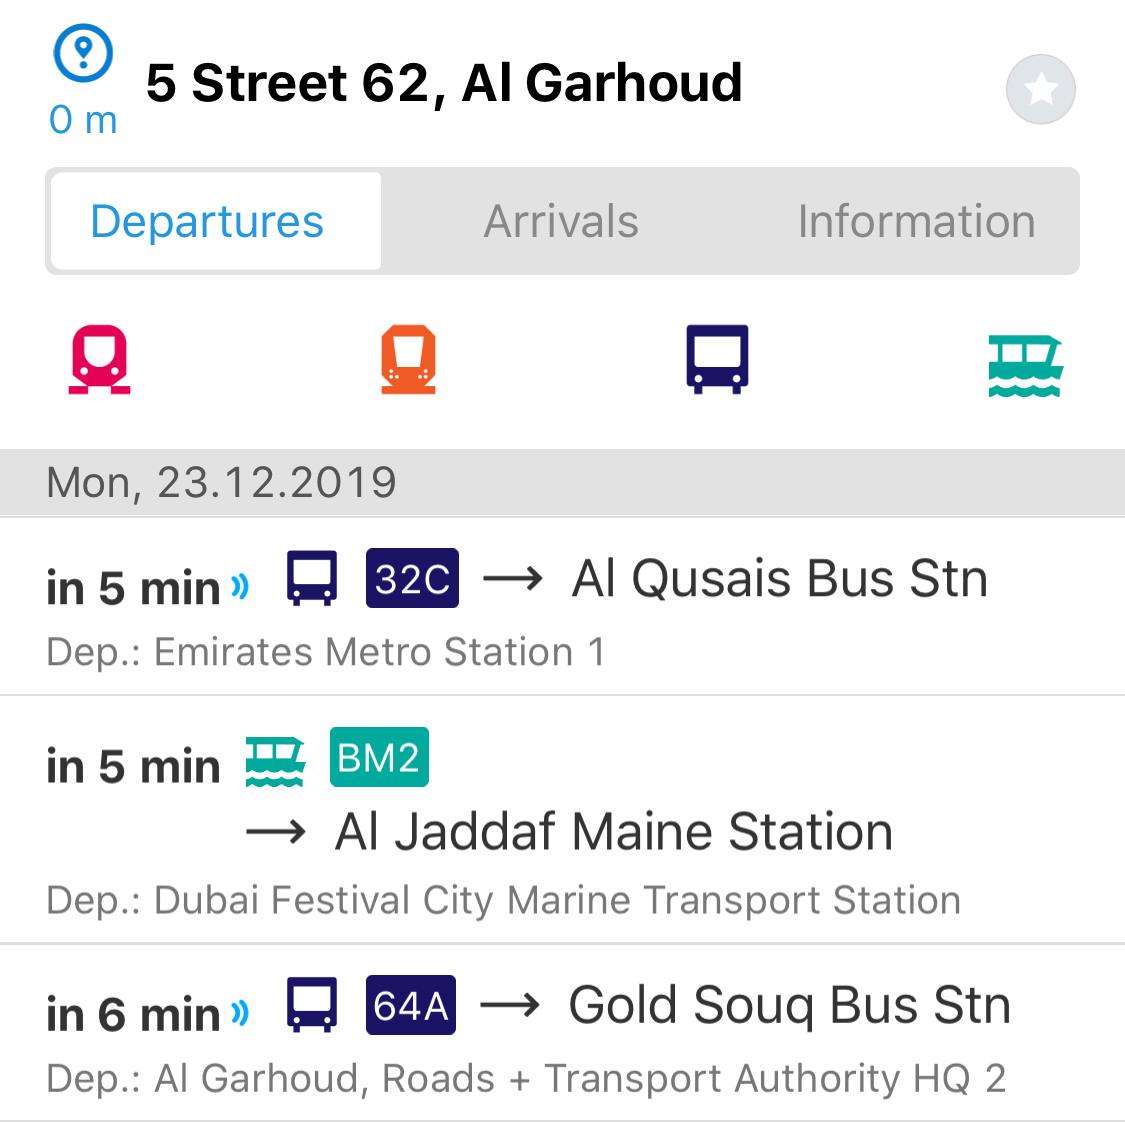 5 Street 62, Al Garhoud
0 m
Departures Arrivals Information
Mon, 23.12.2019
in 5 min 32C → Al Qusais Bus Stn
Dep.: Emirates Metro Station 1
in 5 min BM2
→ Al Jaddaf Maine Station
Dep.: Dubai Festival City Marine Transport Station
in 6 min 64A → Gold Souq Bus Stn
Dep.: Al Garhoud, Roads + Transport Authority HQ 2